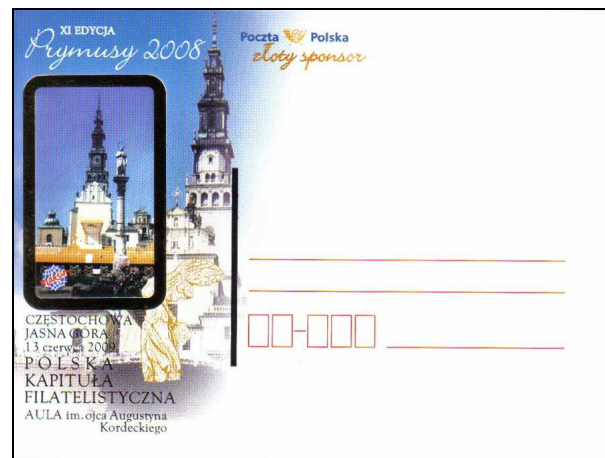 XI EDYCJA
Prymusy 2008
Poczta Polska
złoty sponsor
CZĘSTOCHOWA
JASNA GÓRA
13 czerwca 2009
POLSKA
KAPITUŁA
FILATELISTYCZNA
AULA im. ojca Augustyna
Kordeckiego